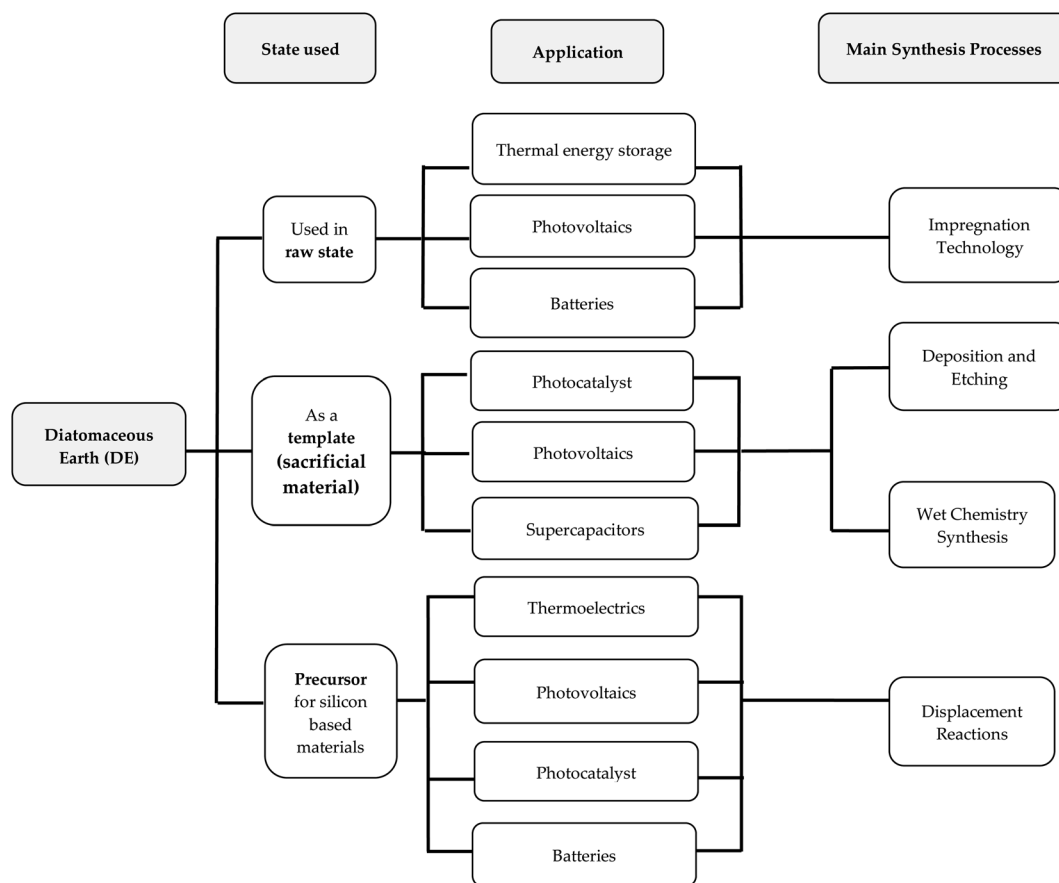 State used
Application
Main Synthesis Processes
Thermal energy storage
Used in
raw state
Photovoltaics
Impregnation
Technology
Batteries
Diatomaceous
Earth (DE)
As a
template
(sacrificial
material)
Photocatalyst
Photovoltaics
Supercapacitors
Deposition and
Etching
Wet Chemistry
Synthesis
Precursor
for silicon
based
materials
Thermoelectrics
Photovoltaics
Photocatalyst
Batteries
Displacement
Reactions